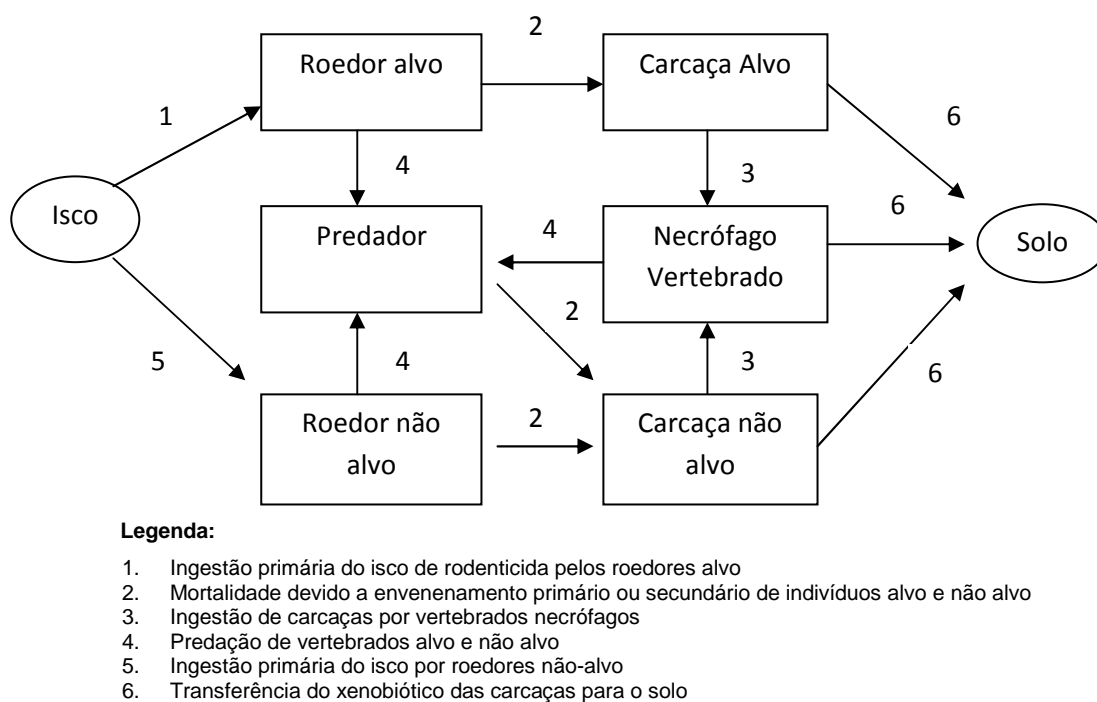 2
Roedor alvo
Carcaça Alvo
1
6
4
3
Isco
Predador
4
Necrófago
Vertebrado
6
Solo
2
5
4
3
6
Roedor não
alvo
2
Carcaça não
alvo
Legenda:
1. Ingestão primária do isco de rodenticida pelos roedores alvo
2. Mortalidade devido a envenenamento primário ou secundário de indivíduos alvo e não alvo
3. Ingestão de carcaças por vertebrados necrófagos
4. Predação de vertebrados alvo e não alvo
5. Ingestão primária do isco por roedores não-alvo
6. Transferência do xenobiótico das carcaças para o solo